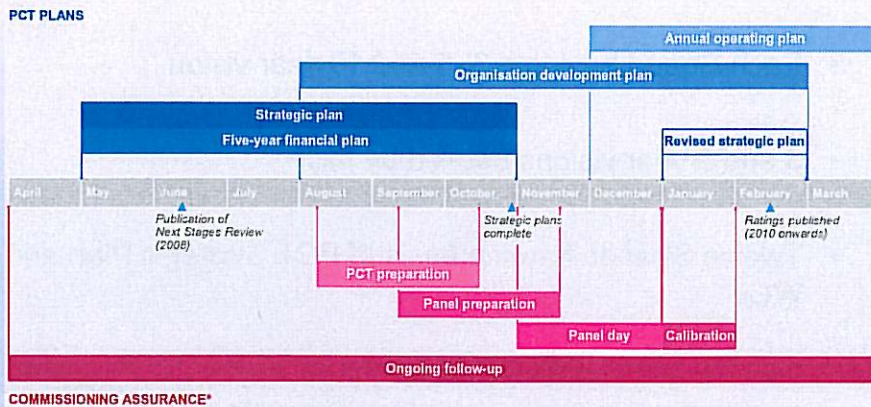 PCT PLANS
Annual operating plan
Organisation development plan
Strategic plan
Five-year financial plan
Revised strategic plan
April May June July August September October November December January February March
Publication of
Next Stages Review
(2008)
Strategic plans
complete
Ratings published
(2010 onwards)
PCT preparation
Panel preparation
Panel day
Calibration
Ongoing follow-up
COMMISSIONING ASSURANCE*